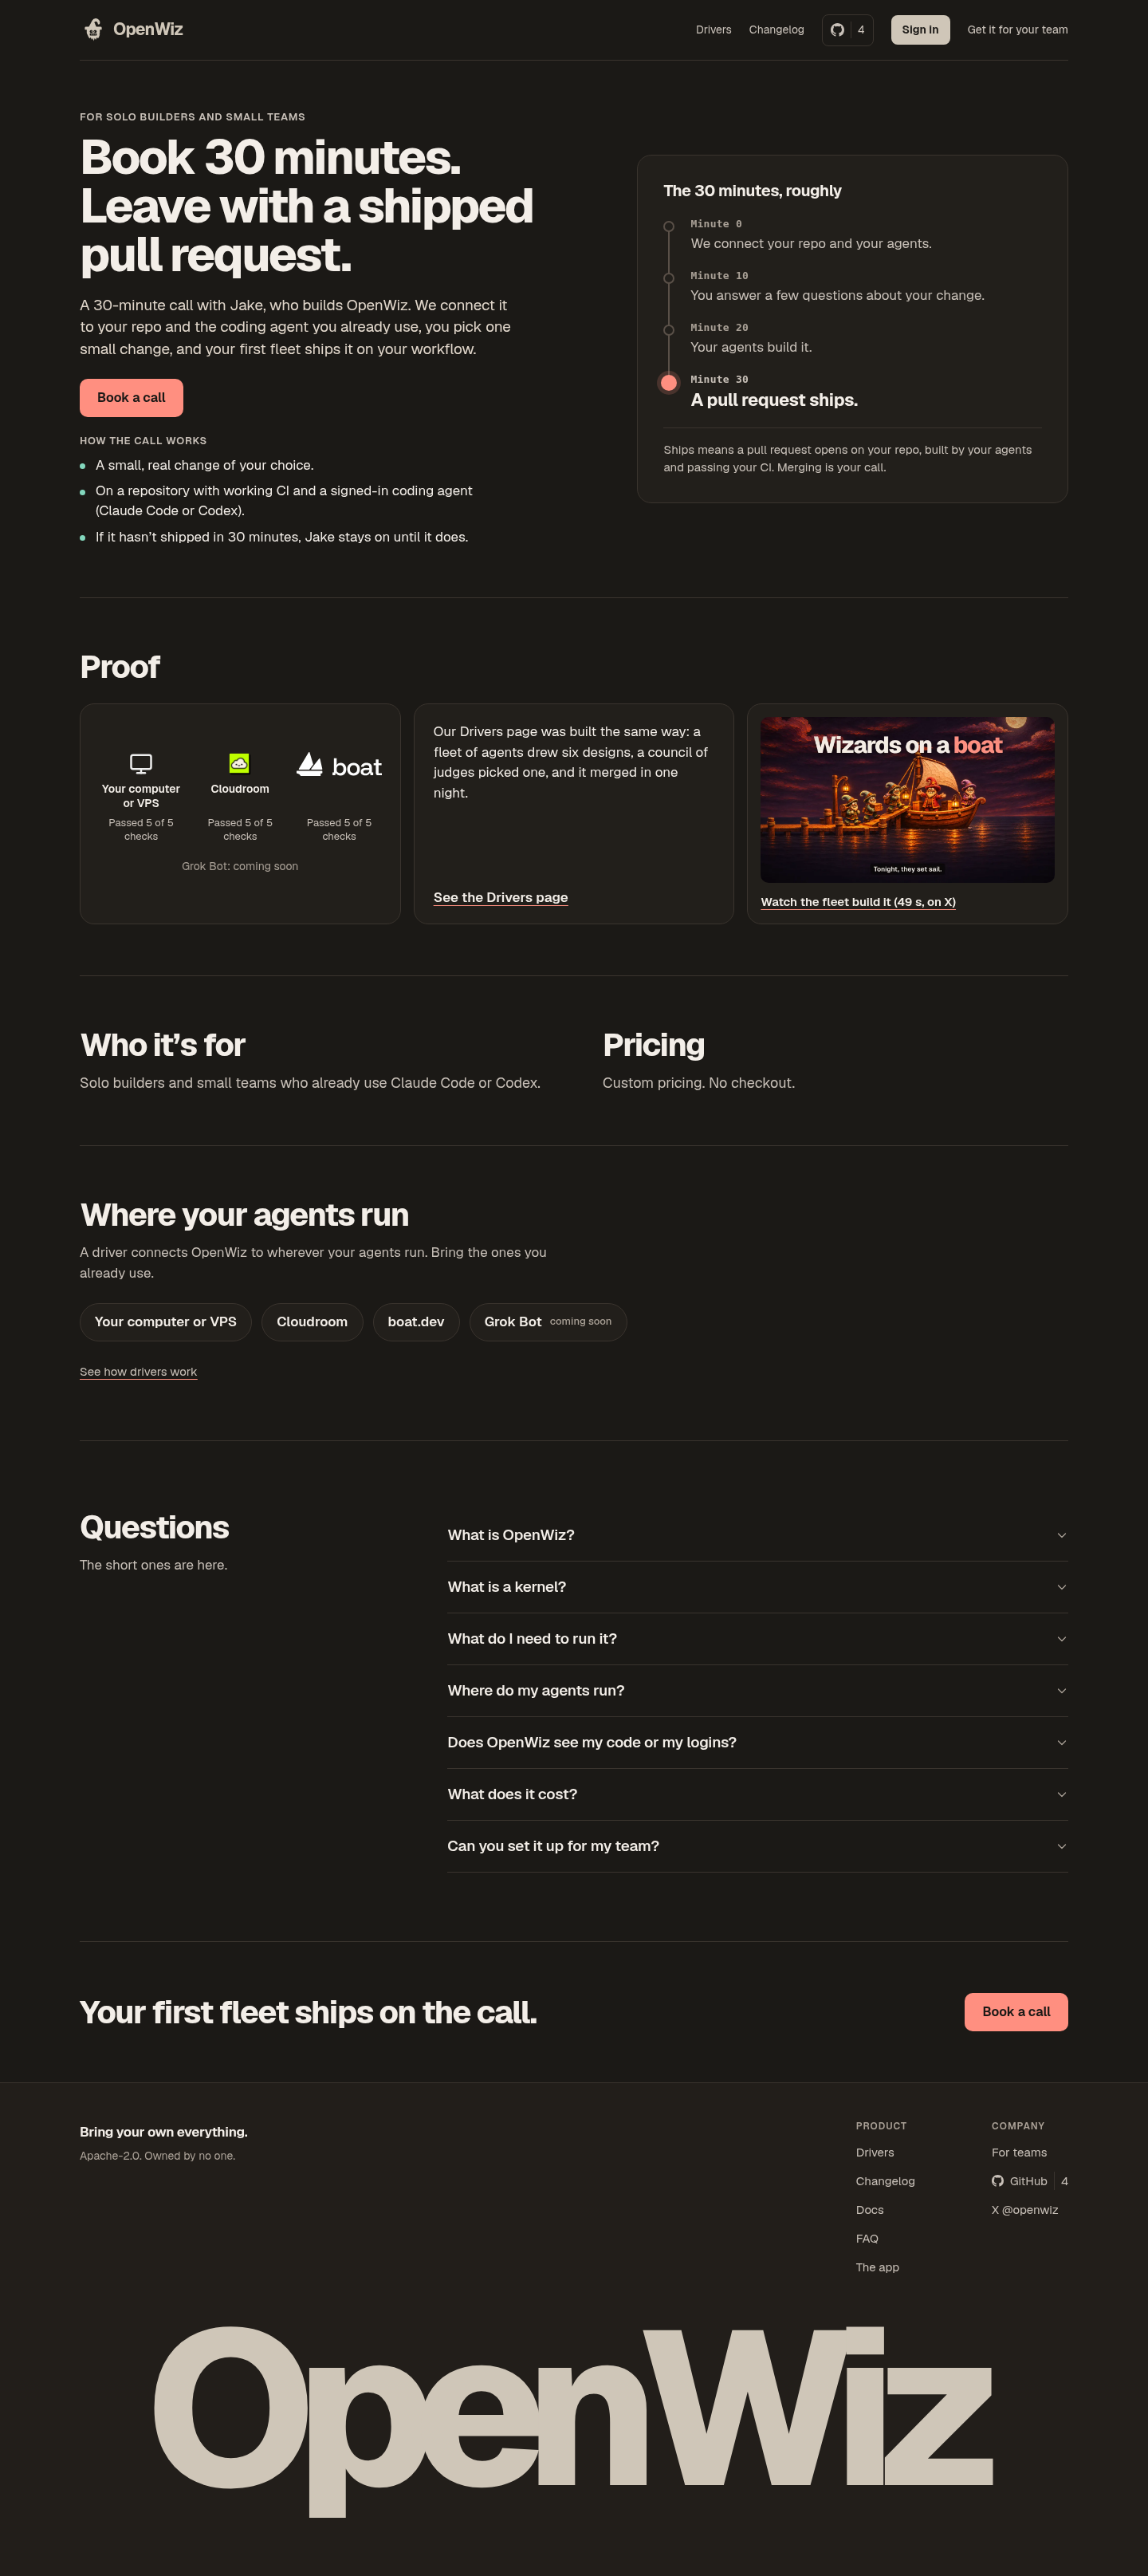 OpenWiz
Drivers
Changelog
4
Sign in
Get it for your team
FOR SOLO BUILDERS AND SMALL TEAMS
Book 30 minutes.
Leave with a shipped
pull request.
A 30-minute call with Jake, who builds OpenWiz. We connect it
to your repo and the coding agent you already use, you pick one
small change, and your first fleet ships it on your workflow.
Book a call
HOW THE CALL WORKS
A small, real change of your choice.
On a repository with working CI and a signed-in coding agent
(Claude Code or Codex).
If it hasn’t shipped in 30 minutes, Jake stays on until it does.
The 30 minutes, roughly
Minute 0
We connect your repo and your agents.
Minute 10
You answer a few questions about your change.
Minute 20
Your agents build it.
Minute 30
A pull request ships.
Ships means a pull request opens on your repo, built by your agents
and passing your CI. Merging is your call.
Proof
Your computer
or VPS
Passed 5 of 5
checks
Cloudroom
Passed 5 of 5
checks
boat
Passed 5 of 5
checks
Grok Bot: coming soon
Our Drivers page was built the same way: a
fleet of agents drew six designs, a council of
judges picked one, and it merged in one
night.
See the Drivers page
Wizards on a boat
Tonight, they set sail.
Watch the fleet build it (49 s, on X)
Who it’s for
Solo builders and small teams who already use Claude Code or Codex.
Pricing
Custom pricing. No checkout.
Where your agents run
A driver connects OpenWiz to wherever your agents run. Bring the ones you
already use.
Your computer or VPS
Cloudroom
boat.dev
Grok Bot coming soon
See how drivers work
Questions
The short ones are here.
What is OpenWiz?
What is a kernel?
What do I need to run it?
Where do my agents run?
Does OpenWiz see my code or my logins?
What does it cost?
Can you set it up for my team?
Your first fleet ships on the call.
Book a call
Bring your own everything.
Apache-2.0. Owned by no one.
PRODUCT
Drivers
Changelog
Docs
FAQ
The app
COMPANY
For teams
GitHub 4
X @openwiz
OpenWiz